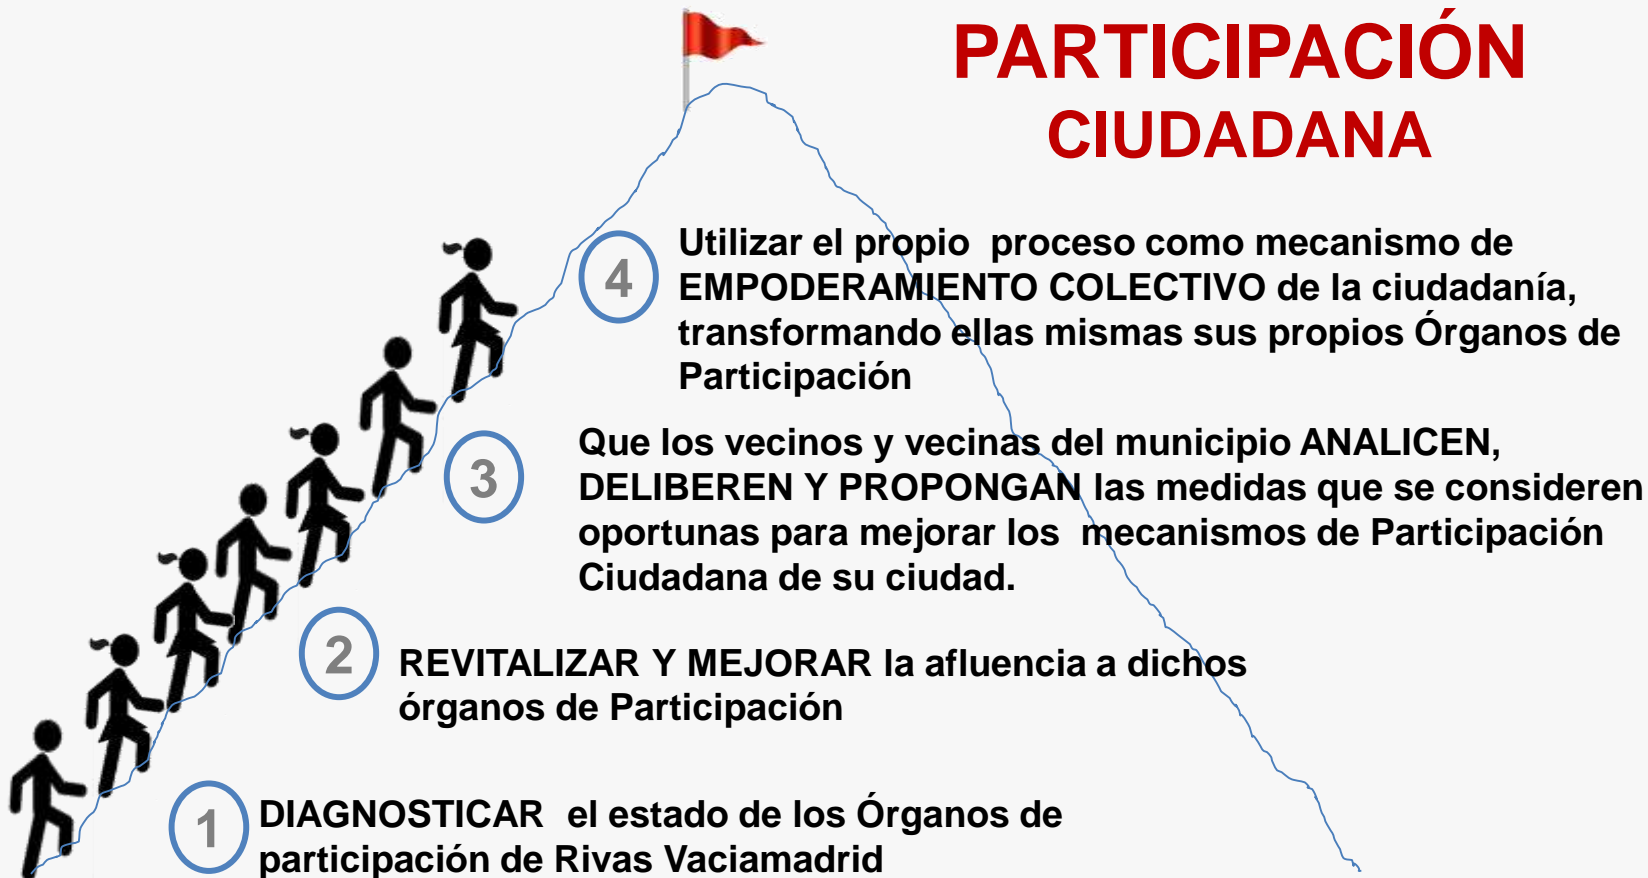 PARTICIPACIÓN
CIUDADANA
4
Utilizar el propio proceso como mecanismo de
EMPODERAMIENTO COLECTIVO de la ciudadanía,
transformando ellas mismas sus propios Órganos de
Participación
3
Que los vecinos y vecinas del municipio ANALICEN,
DELIBEREN Y PROPONGAN las medidas que se consideren
oportunas para mejorar los mecanismos de Participación
Ciudadana de su ciudad.
2
REVITALIZAR Y MEJORAR la afluencia a dichos
órganos de Participación
1
DIAGNOSTICAR el estado de los Órganos de
participación de Rivas Vaciamadrid